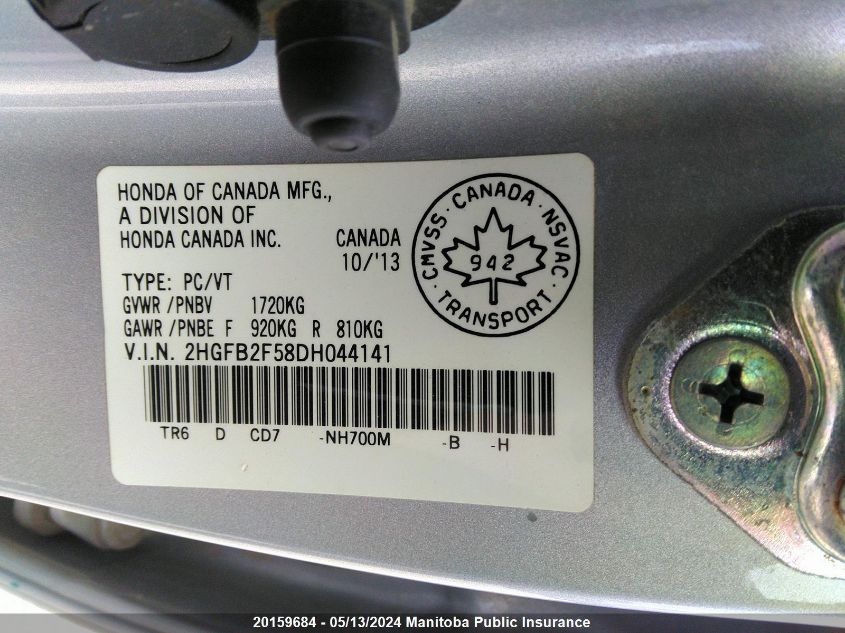 HONDA OF CANADA MFG.,
A DIVISION OF
HONDA CANADA INC. CANADA
10/'13
CMVSS · CANADA · NSVAC ·
942
TRANSPORT
TYPE: PC/VT
GVWR /PNBV 1720KG
GAWR /PNBE F 920KG R 810KG
V.I.N. 2HGFB2F58DH044141
TR6 D CD7 -NH700M -B -H
20159684 - 05/13/2024 Manitoba Public Insurance